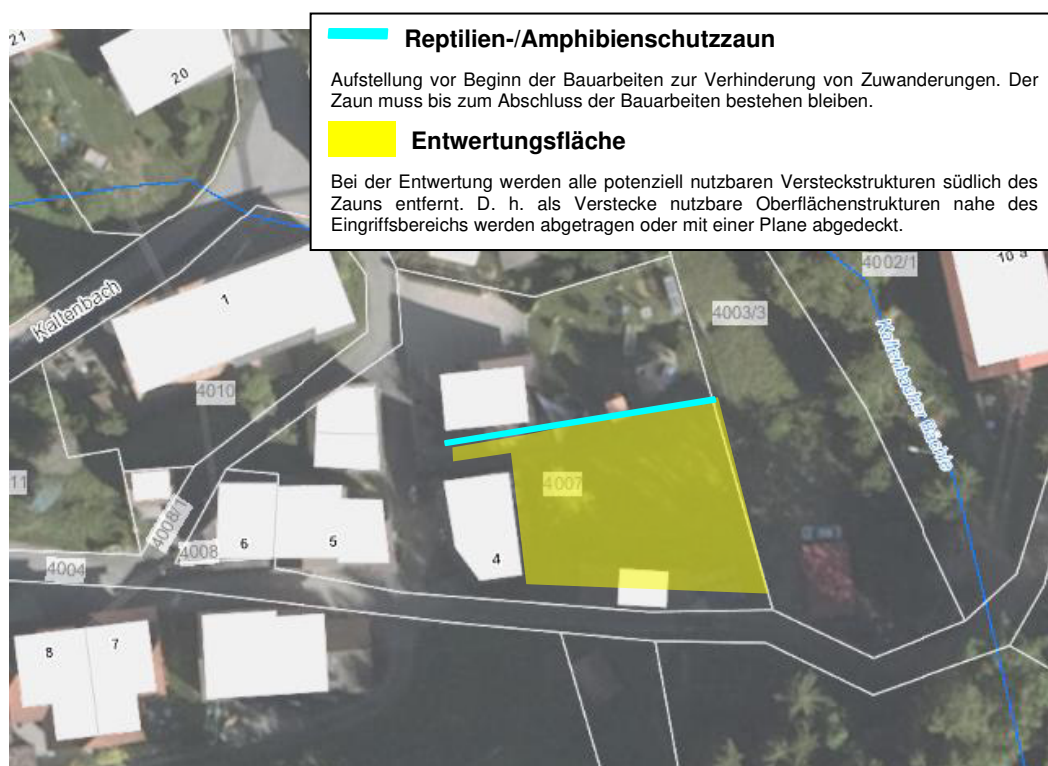 Reptilien-/Amphibienschutzzaun
Aufstellung vor Beginn der Bauarbeiten zur Verhinderung von Zuwanderungen. Der
Zaun muss bis zum Abschluss der Bauarbeiten bestehen bleiben.
Entwertungsfläche
Bei der Entwertung werden alle potenziell nutzbaren Versteckstrukturen südlich des
Zauns entfernt. D. h. als Verstecke nutzbare Oberflächenstrukturen nahe des
Eingriffsbereichs werden abgetragen oder mit einer Plane abgedeckt.
21
20
4002/1
10 a
Kaltenbach
1
4003/3
Kaltenbacher Bächle
4010
11
4007
4008/1
4008
6
5
4
4004
8
7